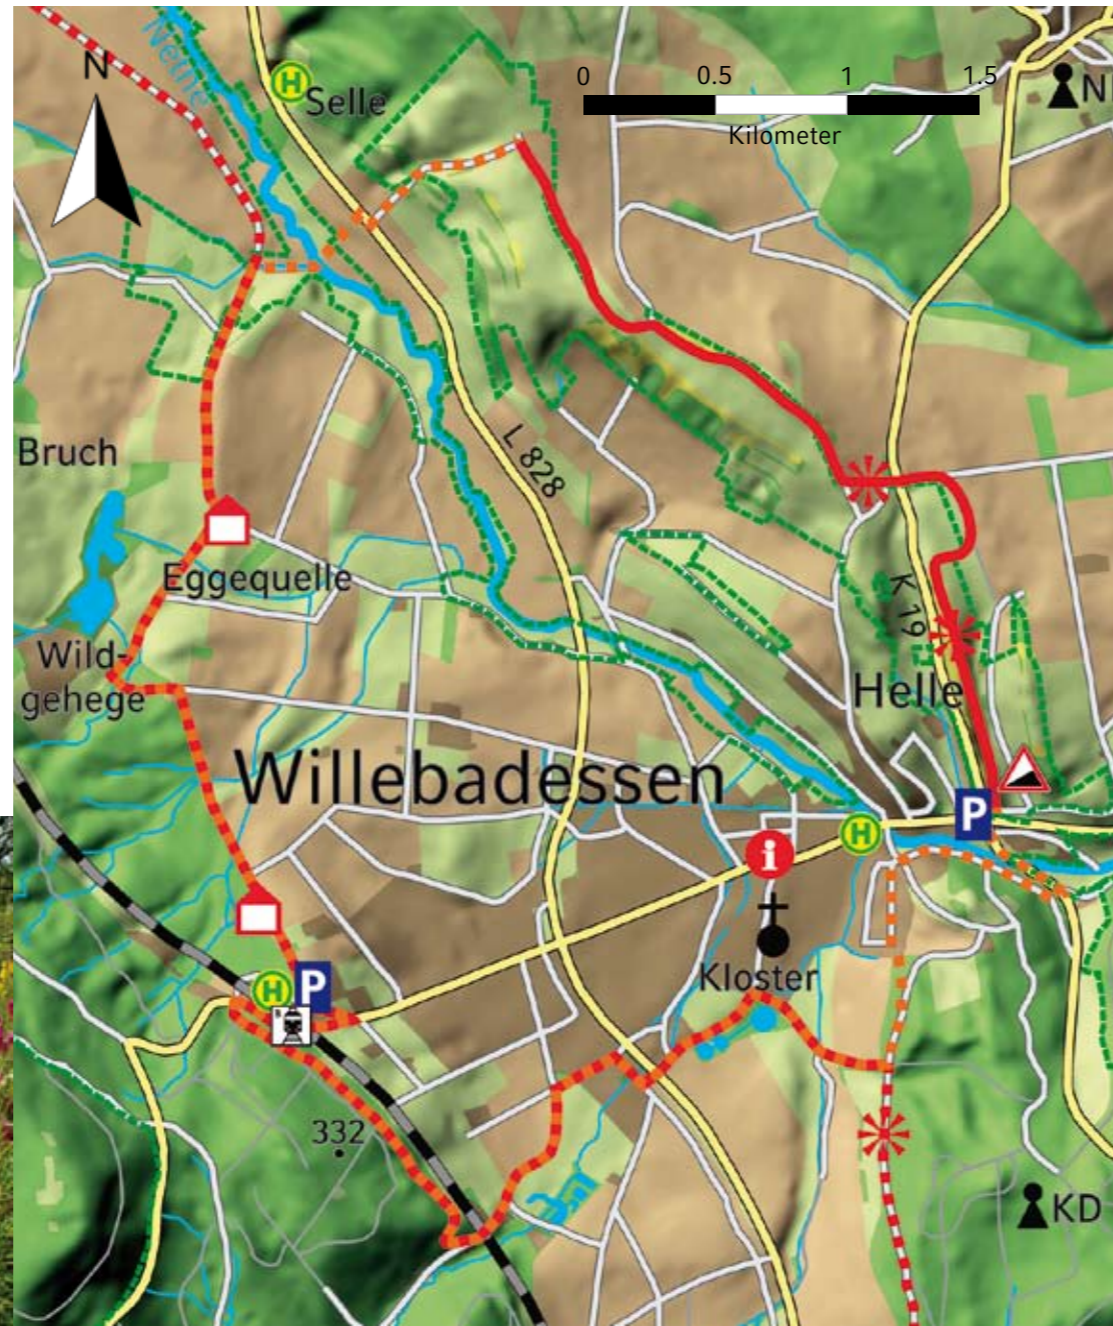 Nethe
N
H
Selle
0 0.5 1 1.5
Kilometer
N
Bruch
L 828
Eggequelle
K 19
Wild-
gehege
Helle
Willebadessen
P
H
i
Kloster
H
P
332
KD